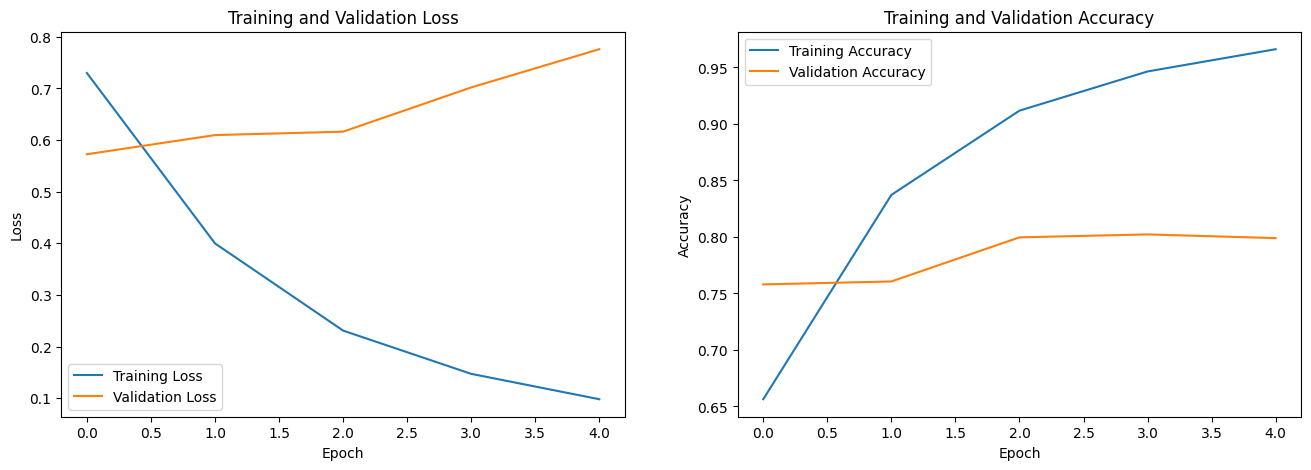 Training and Validation Loss
0.8
0.7
0.6
0.5
0.4
0.3
0.2
0.1
Loss
Training Loss
Validation Loss
0.0 0.5 1.0 1.5 2.0 2.5 3.0 3.5 4.0
Epoch
Training and Validation Accuracy
Training Accuracy
Validation Accuracy
0.95
0.90
0.85
0.80
0.75
0.70
0.65
Accuracy
0.0 0.5 1.0 1.5 2.0 2.5 3.0 3.5 4.0
Epoch